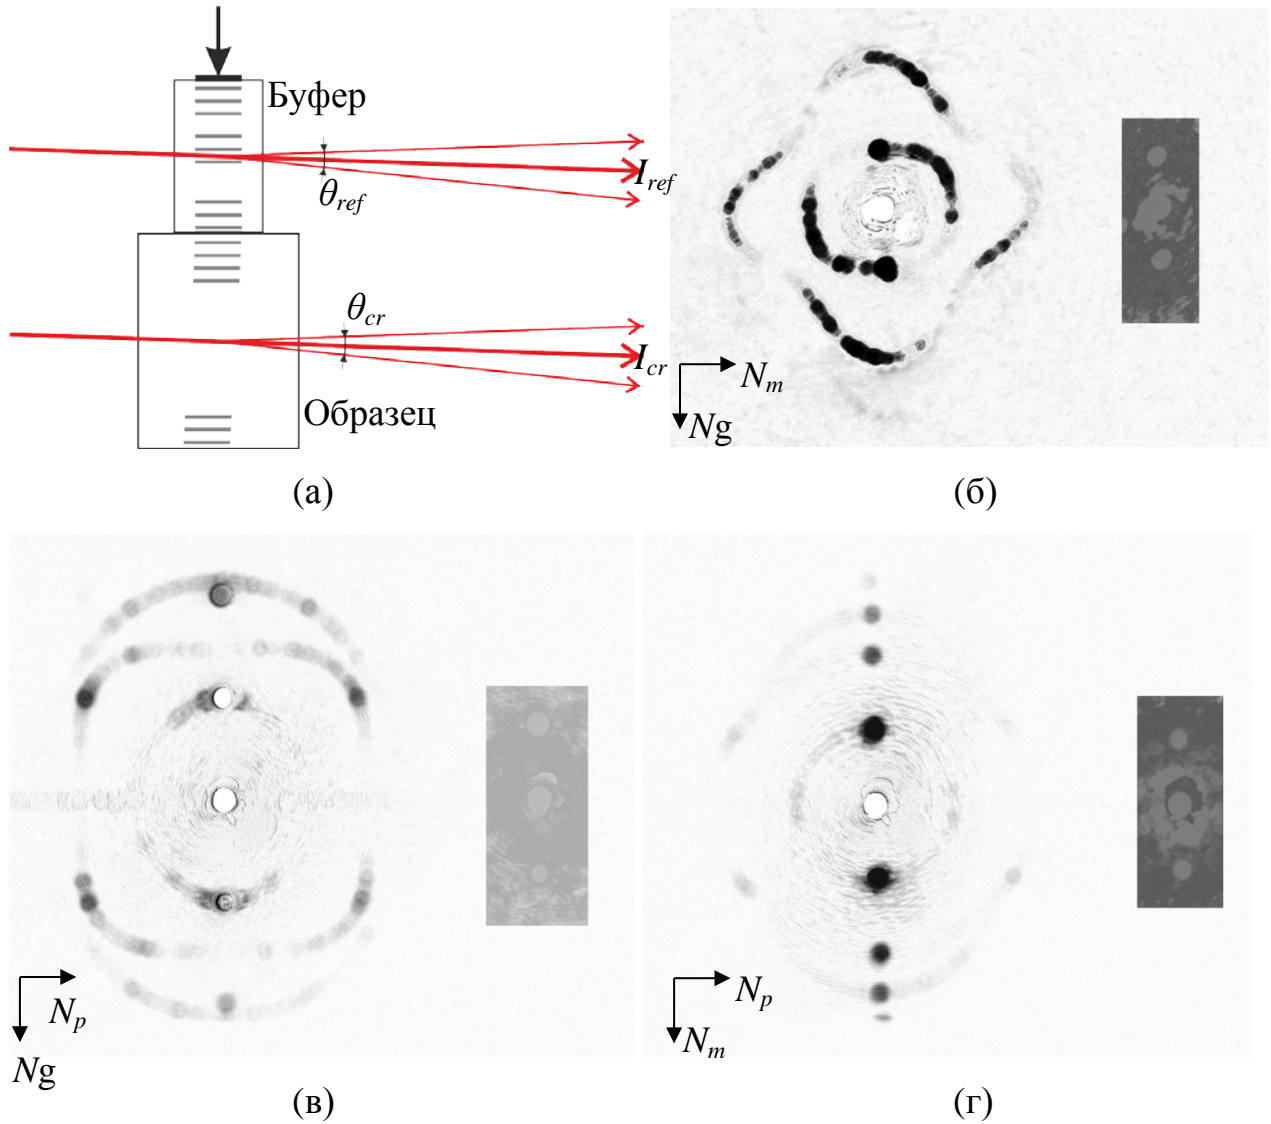 Буфер
θref
Iref
θcr
Icr
Образец
(а)
Nm
Ng
(б)
Np
Ng
(в)
Np
Nm
(г)